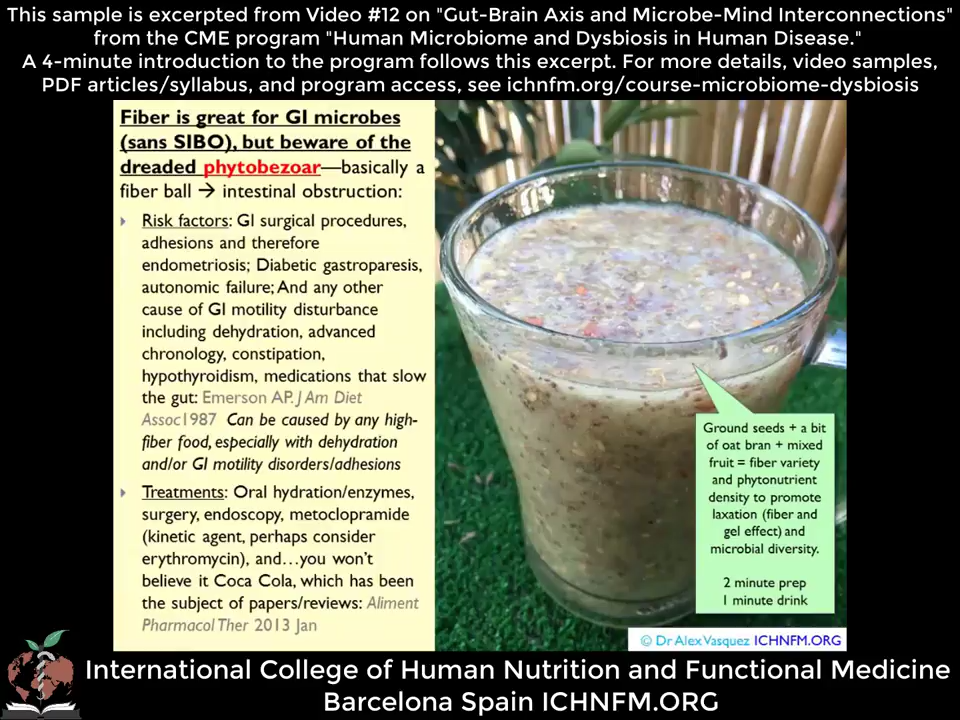 This sample is excerpted from Video #12 on "Gut-Brain Axis and Microbe-Mind Interconnections"
from the CME program "Human Microbiome and Dysbiosis in Human Disease."
A 4-minute introduction to the program follows this excerpt. For more details, video samples,
PDF articles/syllabus, and program access, see ichnfm.org/course-microbiome-dysbiosis
Fiber is great for GI microbes
(sans SIBO), but beware of the
dreaded phytobezoar—basically a
fiber ball → intestinal obstruction:
Risk factors: GI surgical procedures,
adhesions and therefore
endometriosis; Diabetic gastroparesis,
autonomic failure; And any other
cause of GI motility disturbance
including dehydration, advanced
chronology, constipation,
hypothyroidism, medications that slow
the gut: Emerson AP. J Am Diet
Assoc1987 Can be caused by any high-
fiber food, especially with dehydration
and/or GI motility disorders/adhesions
Treatments: Oral hydration/enzymes,
surgery, endoscopy, metoclopramide
(kinetic agent, perhaps consider
erythromycin), and…you won't
believe it Coca Cola, which has been
the subject of papers/reviews: Aliment
Pharmacol Ther 2013 Jan
Ground seeds + a bit
of oat bran + mixed
fruit = fiber variety
and phytonutrient
density to promote
laxation (fiber and
gel effect) and
microbial diversity.
2 minute prep
1 minute drink
© Dr Alex Vasquez ICHNFM.ORG
International College of Human Nutrition and Functional Medicine
Barcelona Spain ICHNFM.ORG